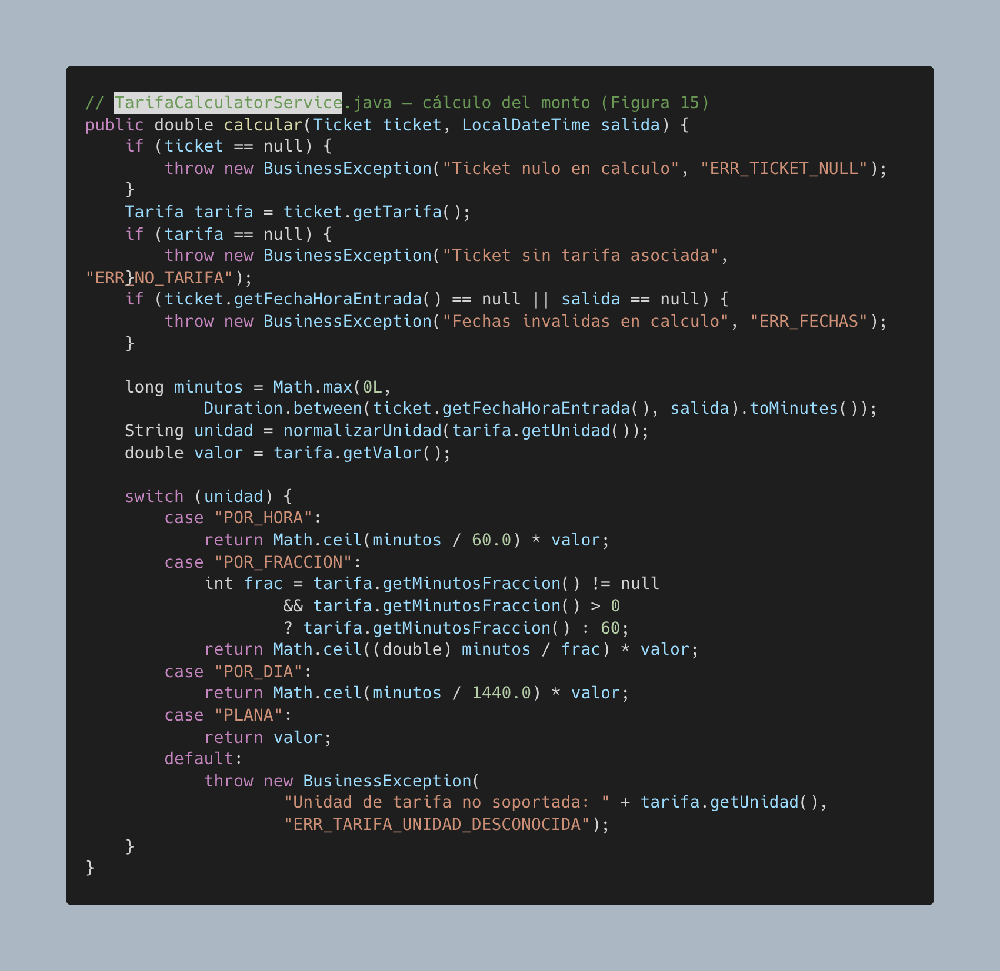 // TarifaCalculatorService.java — cálculo del monto (Figura 15)
public double calcular(Ticket ticket, LocalDateTime salida) {
    if (ticket == null) {
        throw new BusinessException("Ticket nulo en calculo", "ERR_TICKET_NULL");
    }
    Tarifa tarifa = ticket.getTarifa();
    if (tarifa == null) {
        throw new BusinessException("Ticket sin tarifa asociada",
"ERR_NO_TARIFA");
    }
    if (ticket.getFechaHoraEntrada() == null || salida == null) {
        throw new BusinessException("Fechas invalidas en calculo", "ERR_FECHAS");
    }

    long minutos = Math.max(0L,
            Duration.between(ticket.getFechaHoraEntrada(), salida).toMinutes());
    String unidad = normalizarUnidad(tarifa.getUnidad());
    double valor = tarifa.getValor();

    switch (unidad) {
        case "POR_HORA":
            return Math.ceil(minutos / 60.0) * valor;
        case "POR_FRACCION":
            int frac = tarifa.getMinutosFraccion() != null
                    && tarifa.getMinutosFraccion() > 0
                    ? tarifa.getMinutosFraccion() : 60;
            return Math.ceil((double) minutos / frac) * valor;
        case "POR_DIA":
            return Math.ceil(minutos / 1440.0) * valor;
        case "PLANA":
            return valor;
        default:
            throw new BusinessException(
                    "Unidad de tarifa no soportada: " + tarifa.getUnidad(),
                    "ERR_TARIFA_UNIDAD_DESCONOCIDA");
    }
}